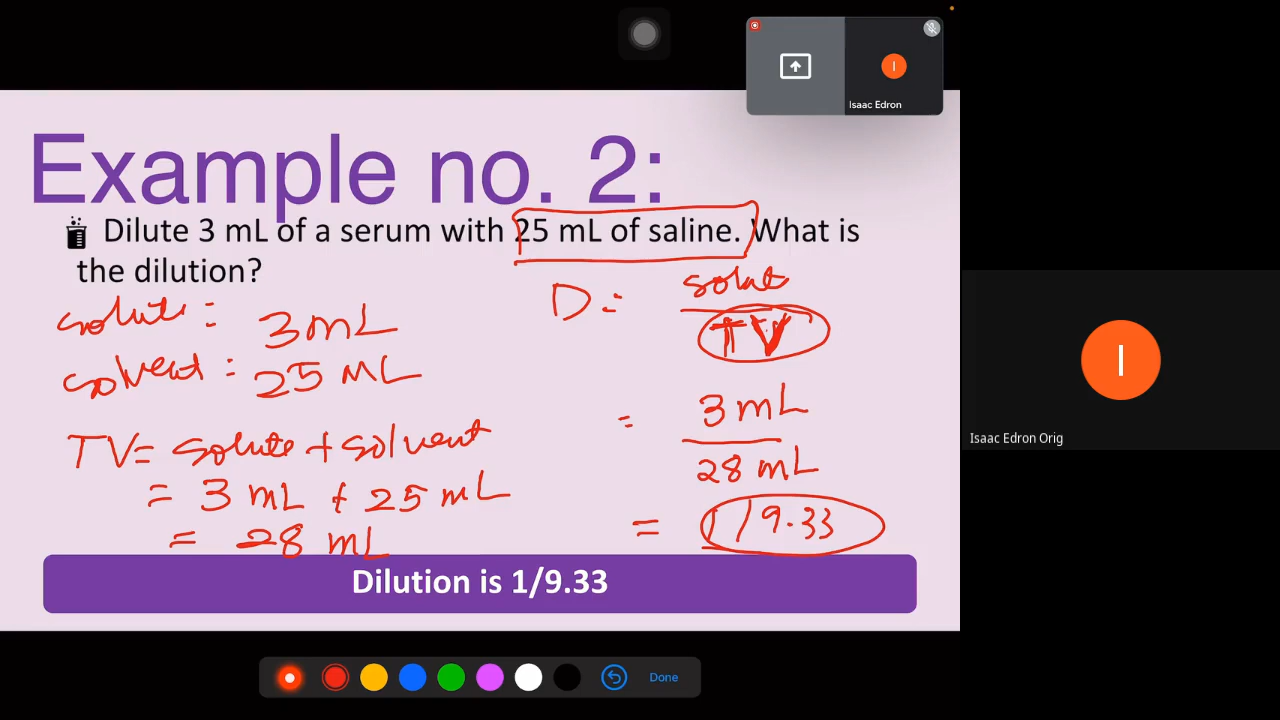 Isaac Edron
Example no. 2:
Dilute 3 mL of a serum with 25 mL of saline. What is
the dilution?
solute = 3 mL
solvent = 25 mL
TV = solute + solvent
= 3 mL + 25 mL
= 28 mL
D =
TV
= 3 mL
28 mL
= 1/9.33
Dilution is 1/9.33
Done
I
I
Isaac Edron Orig